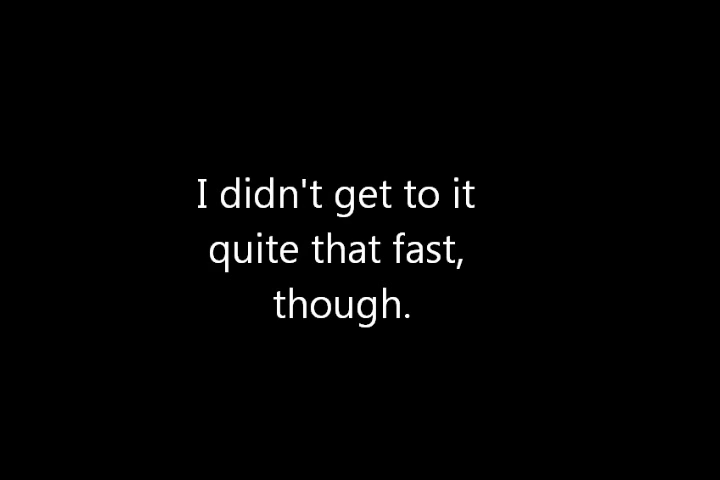 I didn't get to it
quite that fast,
though.